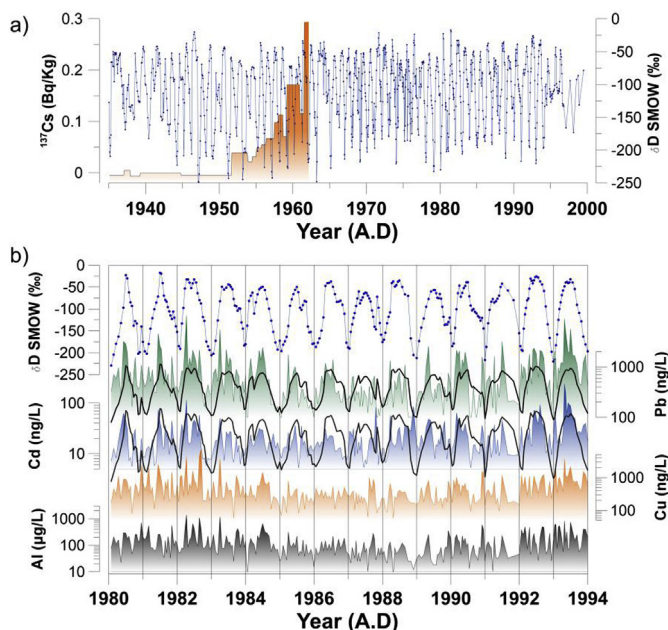 a)
0.3
0.2
0.1
0
¹³⁷Cs (Bq/Kg)
0
-50
-100
-150
-200
-250
δD SMOW (‰)
1940 1950 1960 1970 1980 1990 2000
Year (A.D)
b)
0
-50
-100
-150
-200
-250
δD SMOW (‰)
1000
100
Pb (ng/L)
100
10
Cd (ng/L)
1000
100
Cu (ng/L)
1000
100
10
Al (µg/L)
1980 1982 1984 1986 1988 1990 1992 1994
Year (A.D)